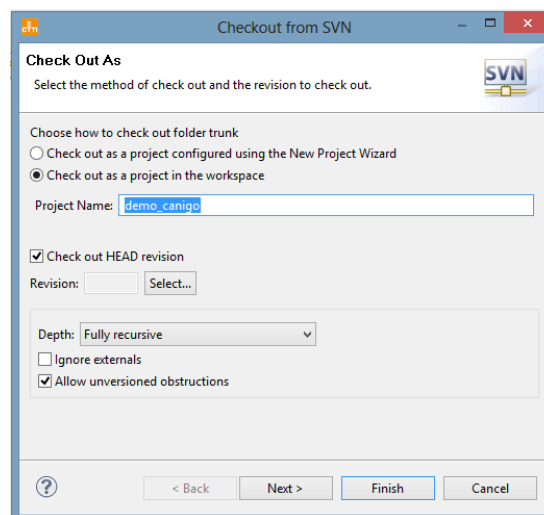 CTTI
Checkout from SVN
Check Out As
Select the method of check out and the revision to check out.
SVN
Choose how to check out folder trunk
Check out as a project configured using the New Project Wizard
Check out as a project in the workspace
Project Name: demo_canigo
Check out HEAD revision
Revision: Select...
Depth: Fully recursive
Ignore externals
Allow unversioned obstructions
? < Back Next > Finish Cancel